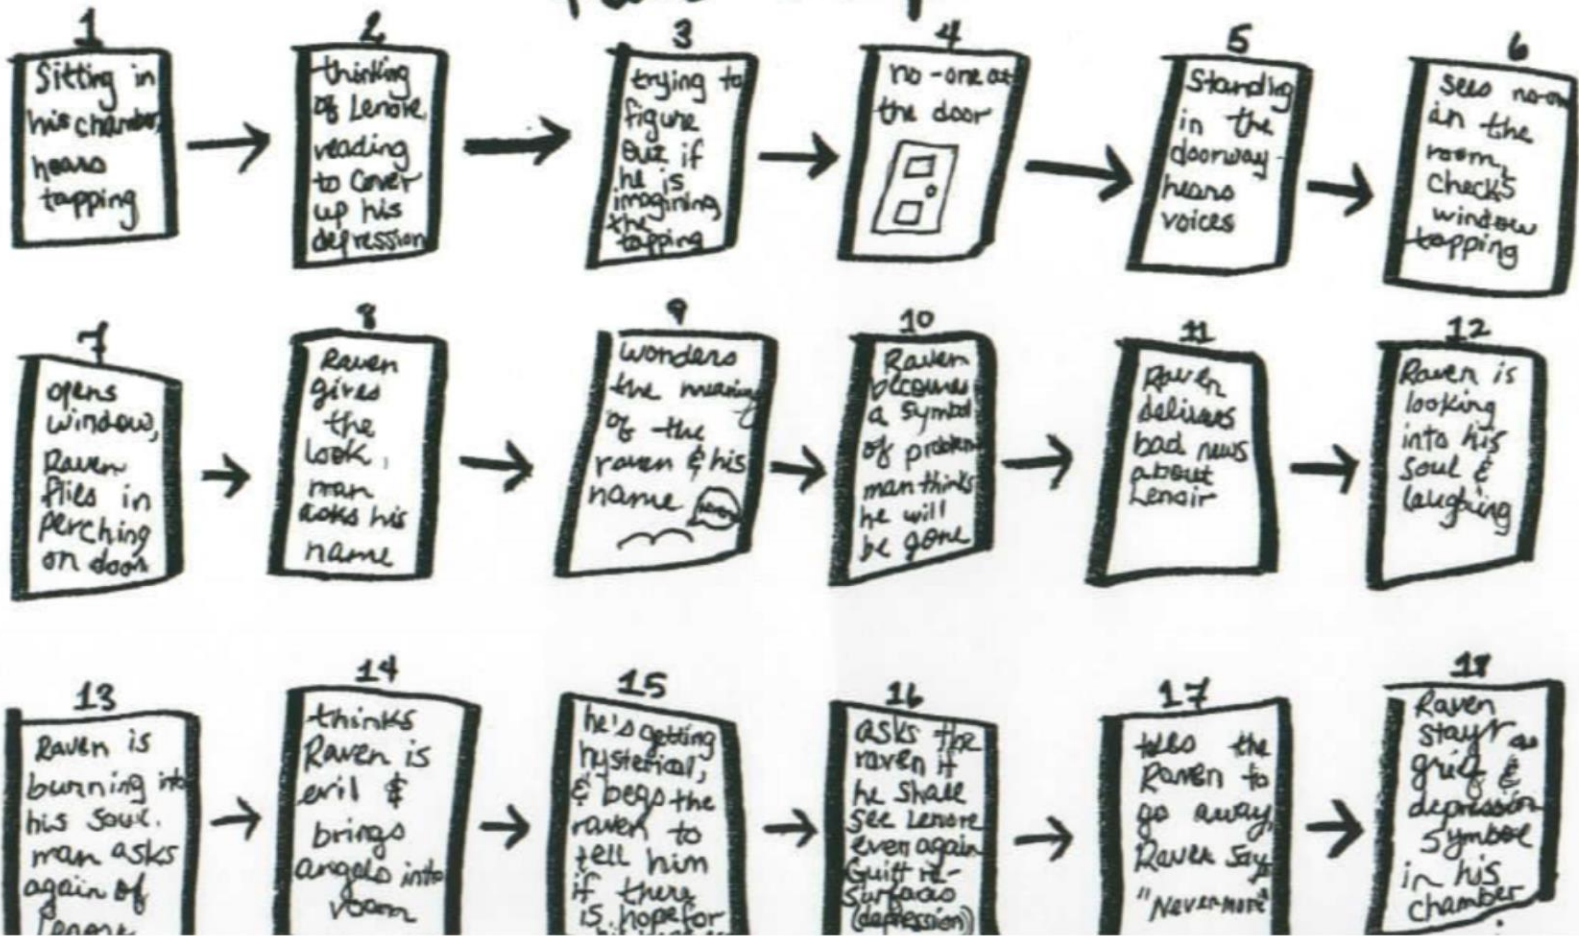 1
Sitting in
his chamber,
hears
tapping
2
thinking
of Lenore,
reading
to cover
up his
depression
3
trying to
figure
out if
he is
imagining
the
tapping
4
no-one at
the door
5
Standing
in the
doorway-
hears
voices
6
sees no-one
in the
room,
checks
window
tapping
7
opens
window,
Raven
flies in
perching
on door
8
Raven
gives
the
look,
man
asks his
name
9
wonders
the meaning
of the
raven & his
name
10
Raven
becomes
a symbol
of problem
man thinks
he will
be gone
11
Raven
delivers
bad news
about
Lenoir
12
Raven is
looking
into his
soul &
laughing
13
Raven is
burning into
his soul.
man asks
again of
Lenore
14
thinks
Raven is
evil &
brings
angels into
room
15
he's getting
hysterical,
& begs the
raven to
tell him
if there
is hope for
16
asks the
raven if
he shall
see Lenore
ever again
Guilt re-
surfaces
(depression)
17
tells the
Raven to
go away,
Raven says
"Nevermore"
18
Raven
stays as
grief &
depression
symbol
in his
chamber